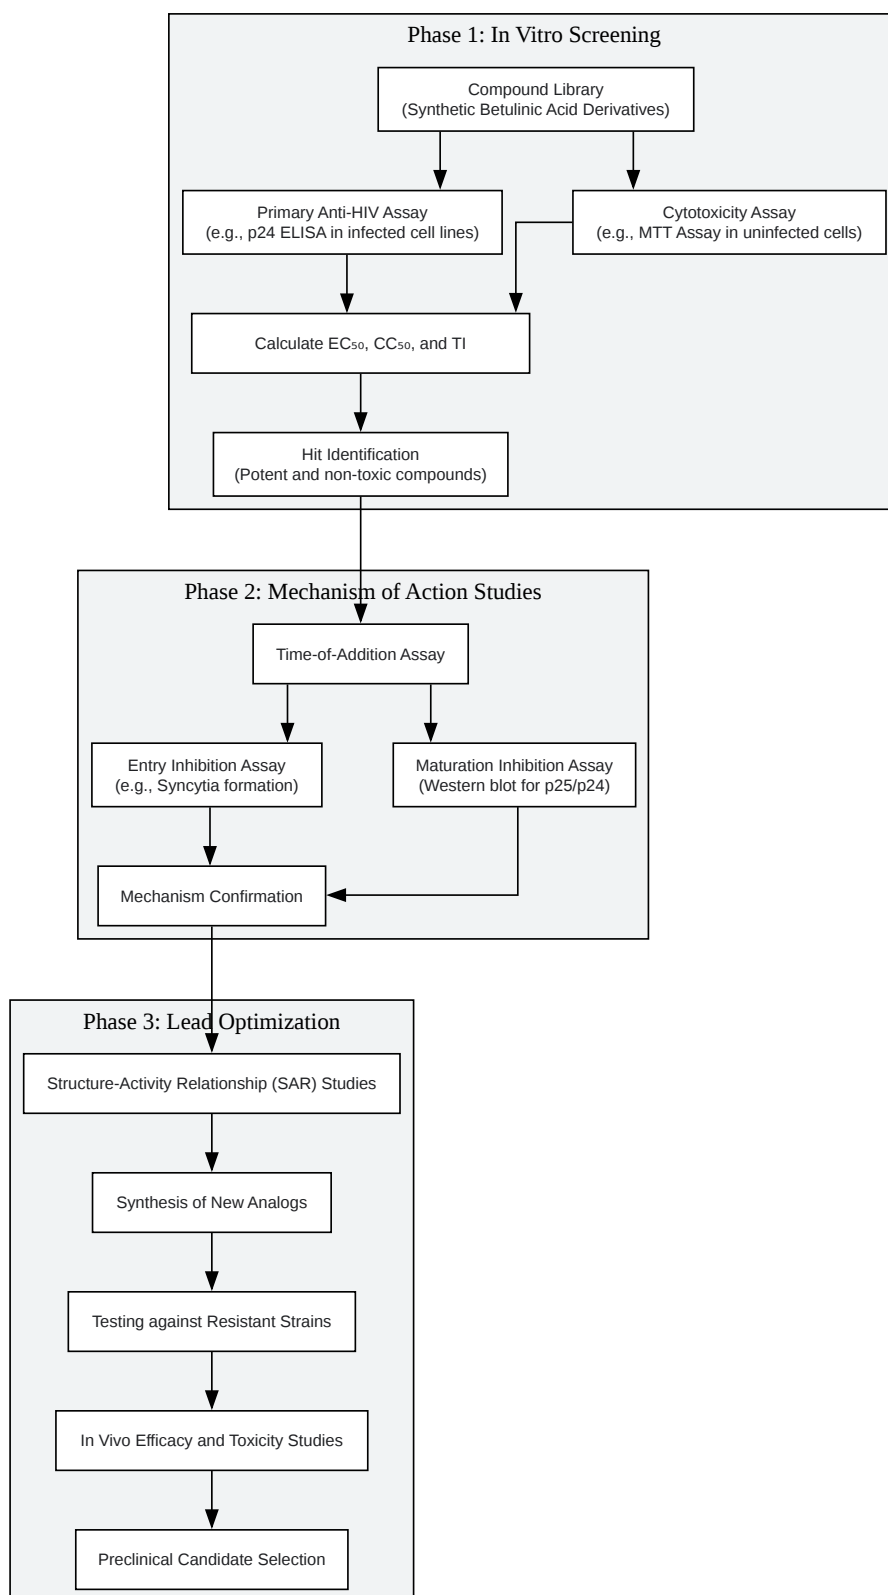 Phase 1: In Vitro Screening
Compound Library
(Synthetic Betulinic Acid Derivatives)
Primary Anti-HIV Assay
(e.g., p24 ELISA in infected cell lines)
Cytotoxicity Assay
(e.g., MTT Assay in uninfected cells)
Calculate EC₅₀, CC₅₀, and TI
Hit Identification
(Potent and non-toxic compounds)
Phase 2: Mechanism of Action Studies
Time-of-Addition Assay
Entry Inhibition Assay
(e.g., Syncytia formation)
Maturation Inhibition Assay
(Western blot for p25/p24)
Mechanism Confirmation
Phase 3: Lead Optimization
Structure-Activity Relationship (SAR) Studies
Synthesis of New Analogs
Testing against Resistant Strains
In Vivo Efficacy and Toxicity Studies
Preclinical Candidate Selection